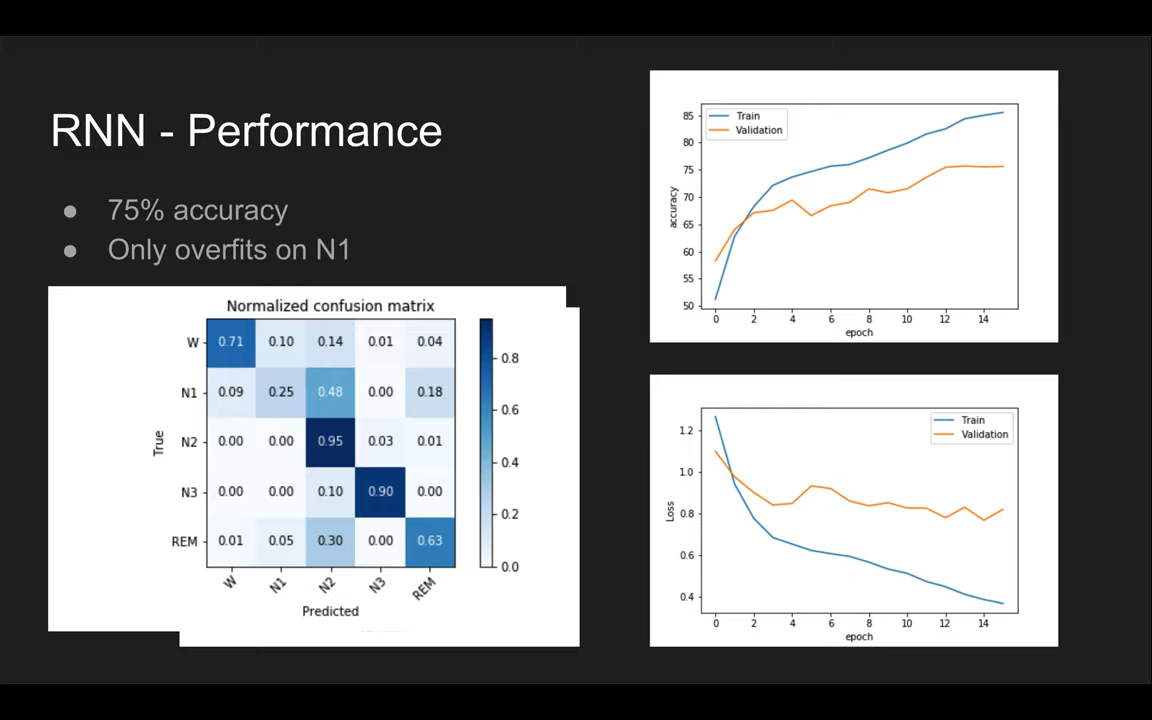 RNN - Performance
● 75% accuracy
● Only overfits on N1
Normalized confusion matrix
W 0.71 0.10 0.14 0.01 0.04
N1 0.09 0.25 0.48 0.00 0.18
N2 0.00 0.00 0.95 0.03 0.01
N3 0.00 0.00 0.10 0.90 0.00
REM 0.01 0.05 0.30 0.00 0.63
W N1 N2 N3 REM
True
Predicted
0.8
0.6
0.4
0.2
0.0
Train
Validation
85
80
75
70
65
60
55
50
accuracy
0 2 4 6 8 10 12 14
epoch
Train
Validation
1.2
1.0
0.8
0.6
0.4
Loss
0 2 4 6 8 10 12 14
epoch